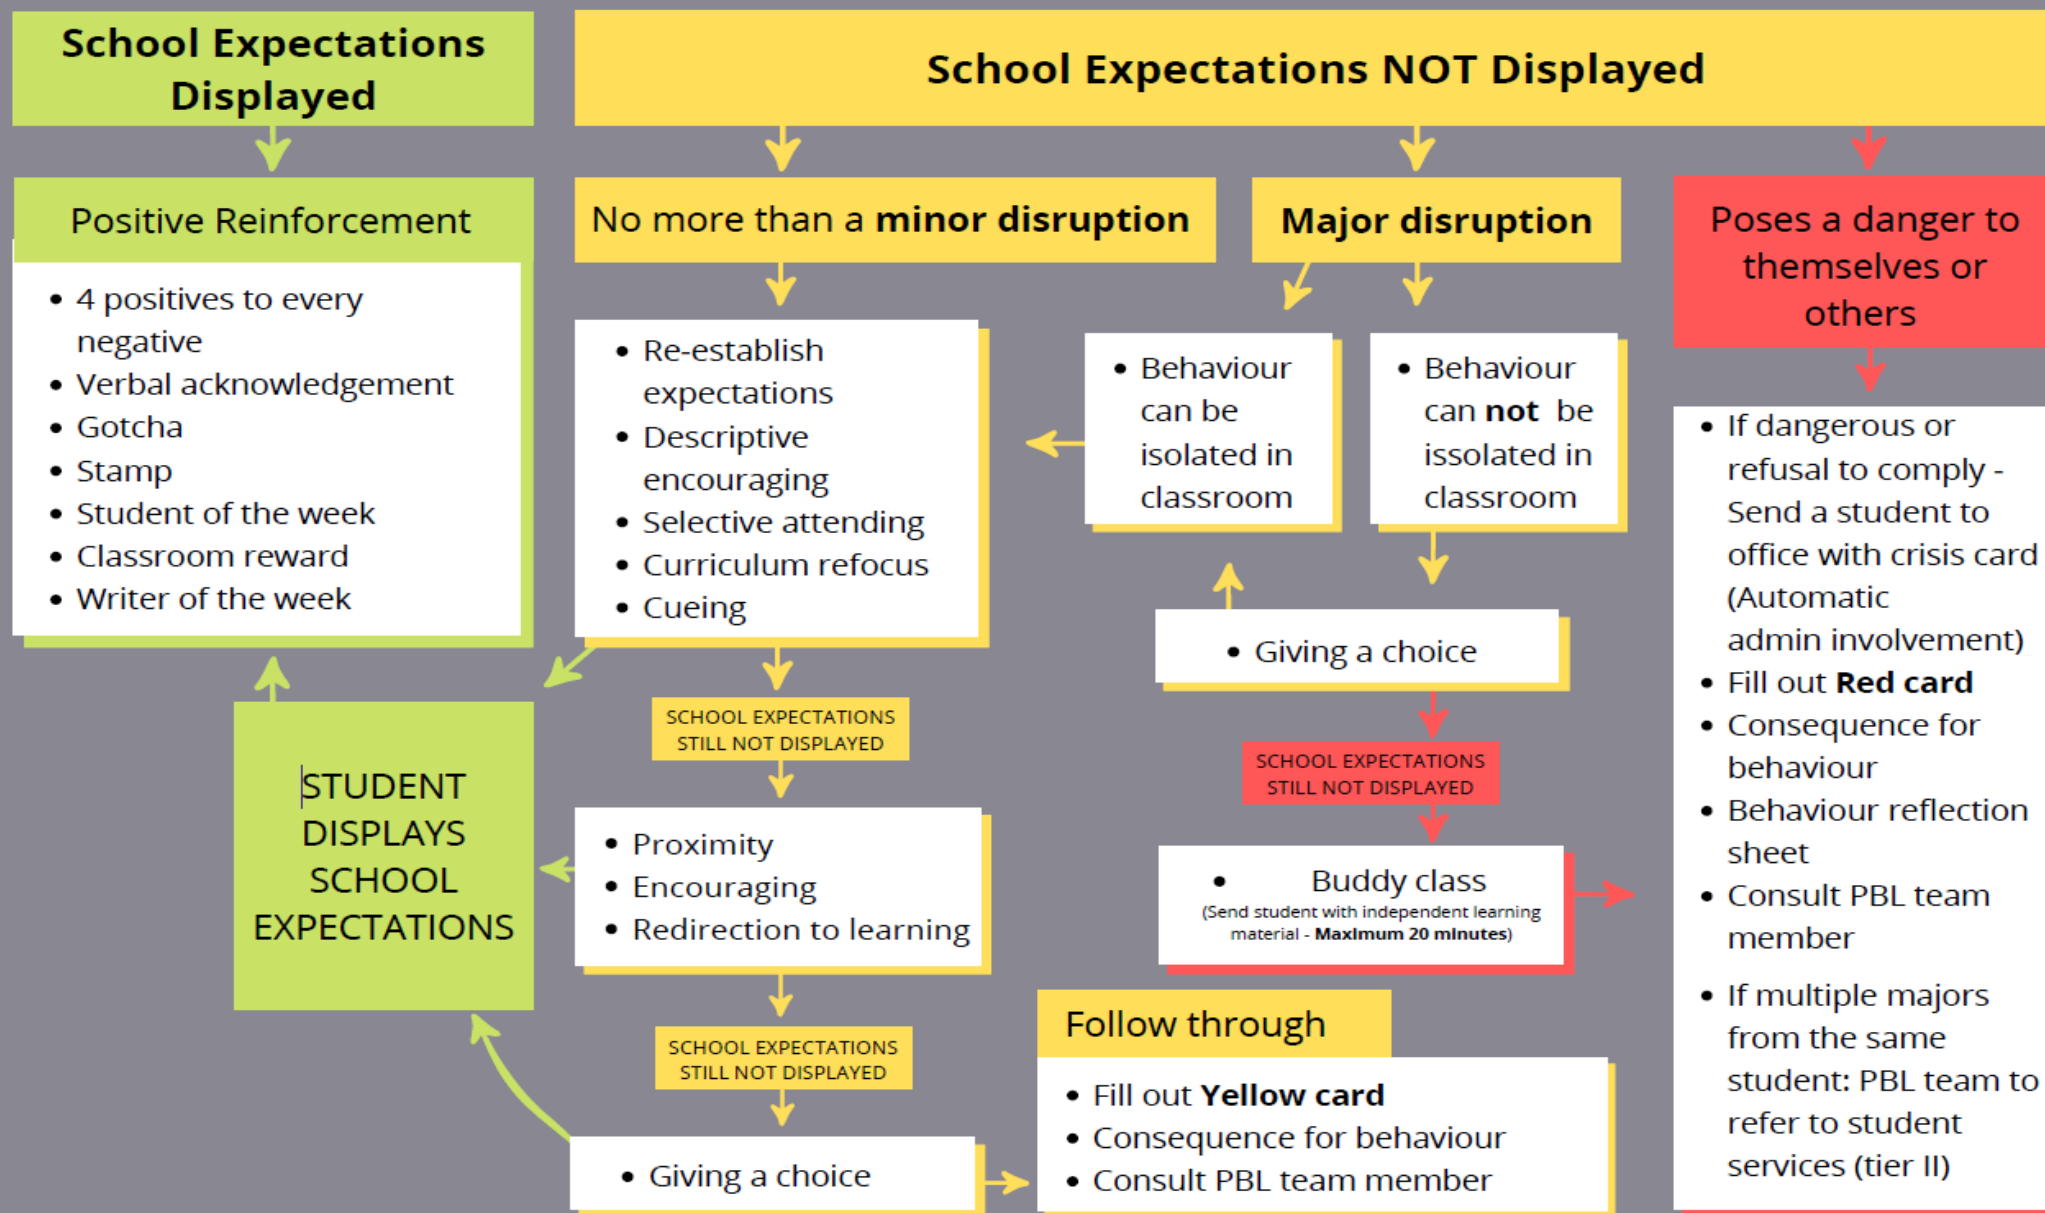 School Expectations
Displayed
School Expectations NOT Displayed
Positive Reinforcement
• 4 positives to every
negative
• Verbal acknowledgement
• Gotcha
• Stamp
• Student of the week
• Classroom reward
• Writer of the week
STUDENT
DISPLAYS
SCHOOL
EXPECTATIONS
No more than a minor disruption
• Re-establish
expectations
• Descriptive
encouraging
• Selective attending
• Curriculum refocus
• Cueing
SCHOOL EXPECTATIONS
STILL NOT DISPLAYED
• Proximity
• Encouraging
• Redirection to learning
SCHOOL EXPECTATIONS
STILL NOT DISPLAYED
• Giving a choice
Major disruption
• Behaviour
can be
isolated in
classroom
• Behaviour
can not be
issolated in
classroom
• Giving a choice
SCHOOL EXPECTATIONS
STILL NOT DISPLAYED
• Buddy class
(Send student with independent learning
material - Maximum 20 minutes)
Follow through
• Fill out Yellow card
• Consequence for behaviour
• Consult PBL team member
Poses a danger to
themselves or
others
• If dangerous or
refusal to comply -
Send a student to
office with crisis card
(Automatic
admin involvement)
• Fill out Red card
• Consequence for
behaviour
• Behaviour reflection
sheet
• Consult PBL team
member
• If multiple majors
from the same
student: PBL team to
refer to student
services (tier II)